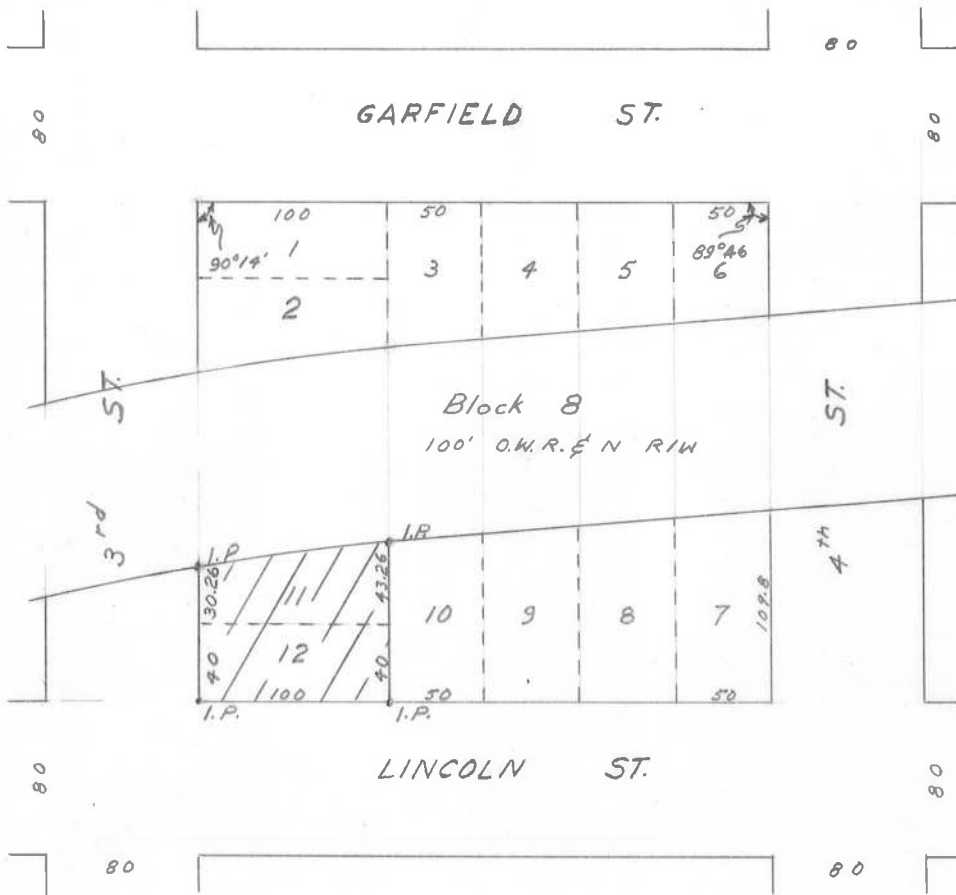 80
80
GARFIELD ST.
80
100 50 50
90°14' 89°46
1 3 4 5 6
2
ST.
Block 8
100' O.W.R. & N R/W
ST.
3rd
4th
I.P. I.P.
30.26 11 43.26
10 9 8 7 109.8
40 12 40
100 50 50
I.P. I.P.
LINCOLN ST.
80 80
80 80